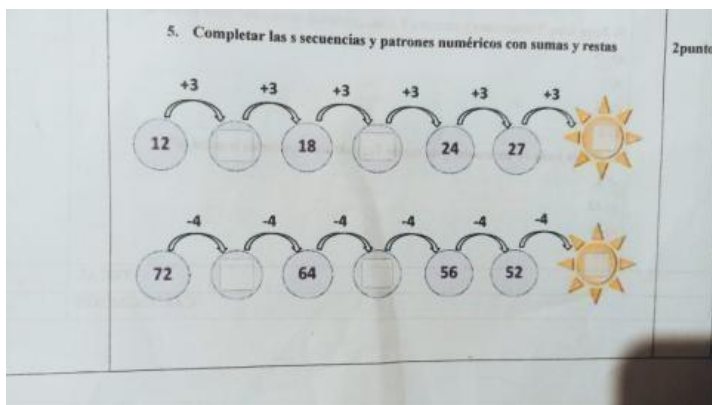 5. Completar las s secuencias y patrones numéricos con sumas y restas
2punto
+3 +3 +3 +3 +3 +3
12 18 24 27
-4 -4 -4 -4 -4 -4
72 64 56 52